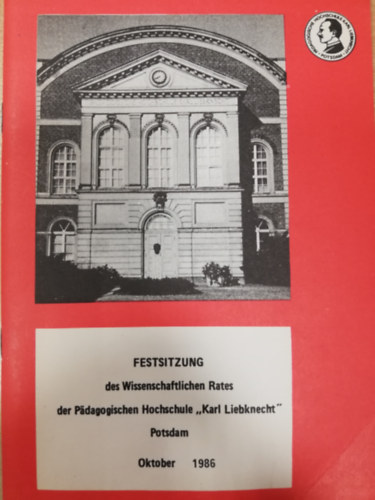 FESTSITZUNG
des Wissenschaftlichen Rates
der Pädagogischen Hochschule „Karl Liebknecht"
Potsdam
Oktober 1986